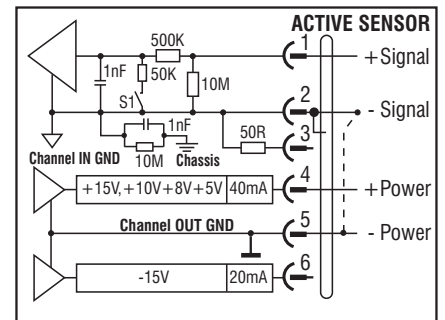 ACTIVE SENSOR
500K
1
+Signal
1nF
50K
10M
S1
2
- Signal
1nF
50R
3
Channel IN GND
10M
Chassis
4
+15V,+10V+8V+5V
40mA
+Power
Channel OUT GND
5
- Power
6
-15V
20mA